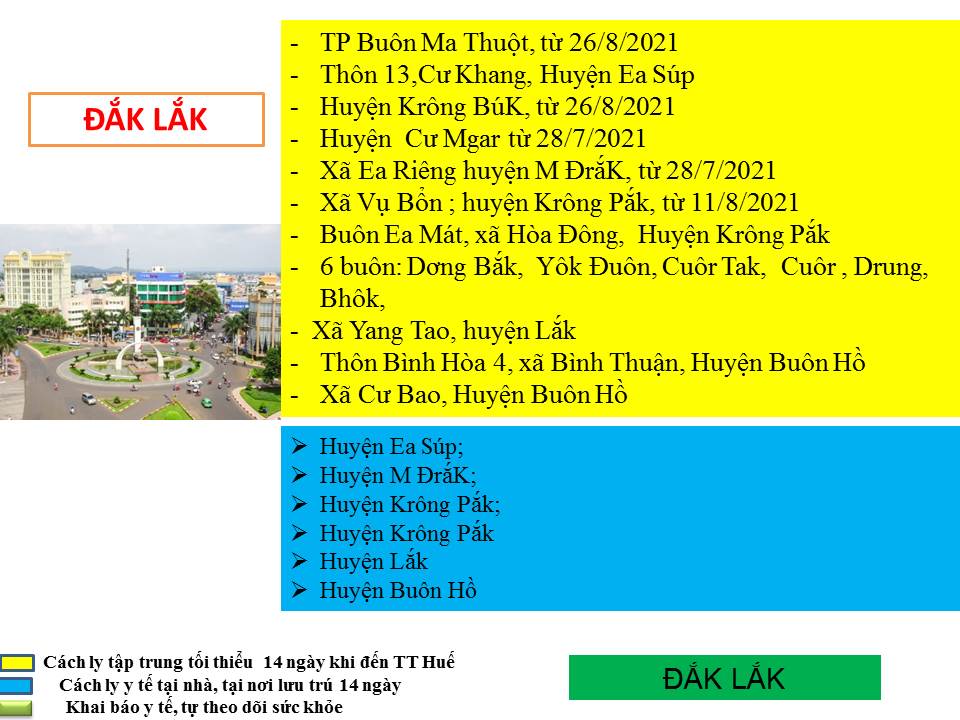 ĐẮK LẮK
- TP Buôn Ma Thuột, từ 26/8/2021
- Thôn 13,Cư Khang, Huyện Ea Súp
- Huyện Krông BúK, từ 26/8/2021
- Huyện Cư Mgar từ 28/7/2021
- Xã Ea Riêng huyện M ĐrắK, từ 28/7/2021
- Xã Vụ Bổn ; huyện Krông Pắk, từ 11/8/2021
- Buôn Ea Mát, xã Hòa Đông, Huyện Krông Pắk
- 6 buôn: Dơng Bắk, Yôk Đuôn, Cuôr Tak, Cuôr , Drung,
Bhôk,
- Xã Yang Tao, huyện Lắk
- Thôn Bình Hòa 4, xã Bình Thuận, Huyện Buôn Hồ
- Xã Cư Bao, Huyện Buôn Hồ
➢ Huyện Ea Súp;
➢ Huyện M ĐrắK;
➢ Huyện Krông Pắk;
➢ Huyện Krông Pắk
➢ Huyện Lắk
➢ Huyện Buôn Hồ
Cách ly tập trung tối thiểu 14 ngày khi đến TT Huế
Cách ly y tế tại nhà, tại nơi lưu trú 14 ngày
Khai báo y tế, tự theo dõi sức khỏe
ĐẮK LẮK